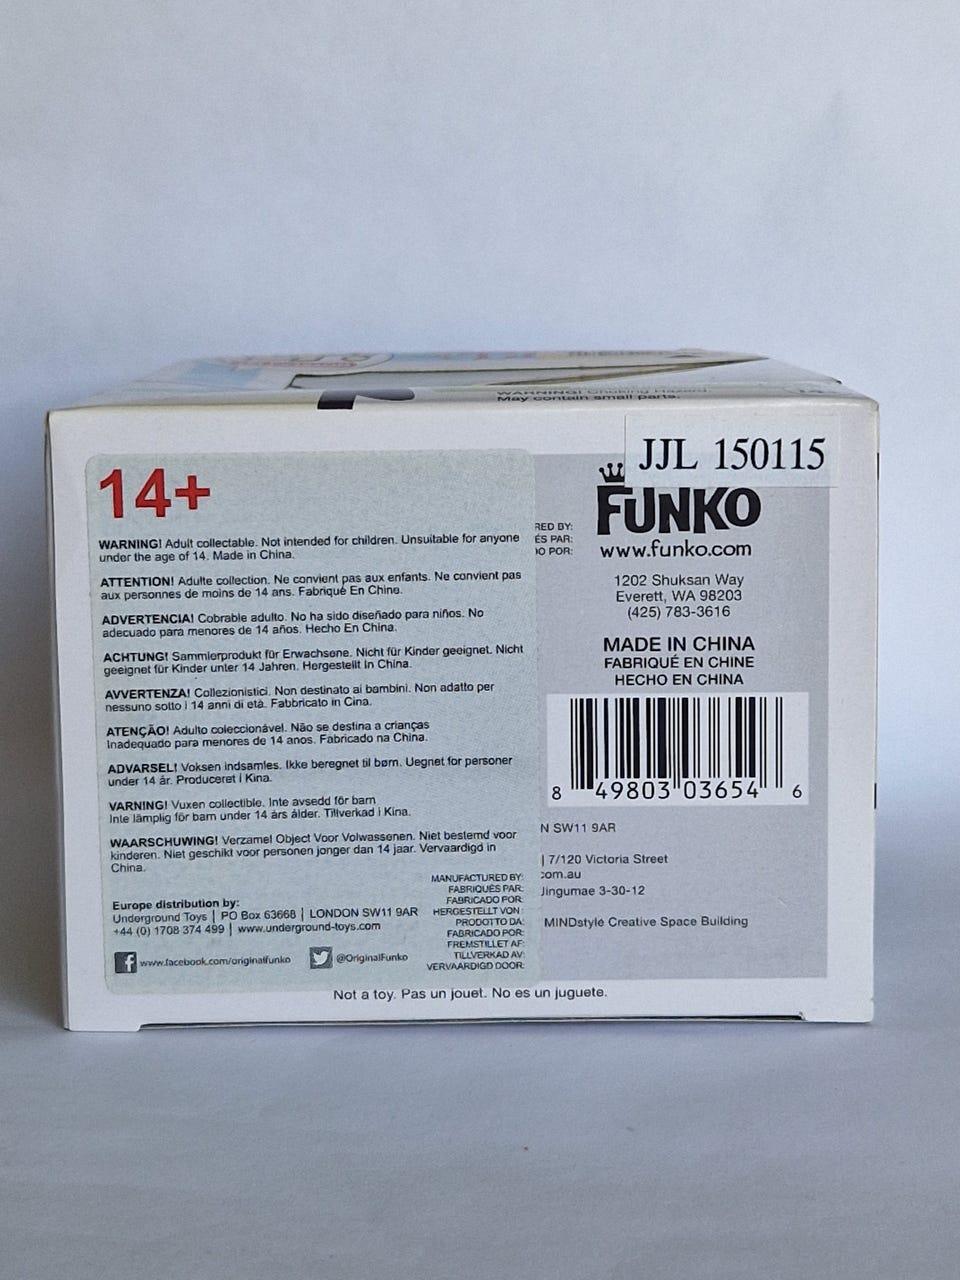 WARNING! Choking Hazard.
May contain small parts.
JJL 150115
14+
WARNING! Adult collectable. Not intended for children. Unsuitable for anyone
under the age of 14. Made in China.
ATTENTION! Adulte collection. Ne convient pas aux enfants. Ne convient pas
aux personnes de moins de 14 ans. Fabriqué En China.
ADVERTENCIA! Cobrable adulto. No ha sido diseñado para niños. No
adecuado para menores de 14 años. Hecho En China.
ACHTUNG! Sammlerprodukt für Erwachsene. Nicht für Kinder geeignet. Nicht
geeignet für Kinder unter 14 Jahren. Hergestellt In China.
AVVERTENZA! Collezionistici. Non destinato ai bambini. Non adatto per
nessuno sotto i 14 anni di età. Fabbricato in Cina.
ATENÇÃO! Adulto coleccionável. Não se destina a crianças
Inadequado para menores de 14 anos. Fabricado na China.
ADVARSEL! Voksen indsamles. Ikke beregnet til børn. Uegnet for personer
under 14 år. Produceret i Kina.
VARNING! Vuxen collectible. Inte avsedd för barn
Inte lämplig för barn under 14 års ålder. Tillverkad i Kina.
WAARSCHUWING! Verzamel Object Voor Volwassenen. Niet bestemd voor
kinderen. Niet geschikt voor personen jonger dan 14 jaar. Vervaardigd in
China.
Europe distribution by:
Underground Toys | PO Box 63668 | LONDON SW11 9AR
+44 (0) 1708 374 499 | www.underground-toys.com
www.facebook.com/originalfunko @OriginalFunko
MANUFACTURED BY:
FABRIQUÉS PAR:
FABRICADO POR:
HERGESTELLT VON :
PRODOTTO DA:
FABRICADO POR:
FREMSTILLET AF:
TILLVERKAD AV:
VERVAARDIGD DOOR:
RED BY:
ÉS PAR:
DO POR:
FUNKO
www.funko.com
1202 Shuksan Way
Everett, WA 98203
(425) 783-3616
MADE IN CHINA
FABRIQUÉ EN CHINE
HECHO EN CHINA
8 49803 03654 6
N SW11 9AR
| 7/120 Victoria Street
com.au
Jingumae 3-30-12
MINDstyle Creative Space Building
Not a toy. Pas un jouet. No es un juguete.